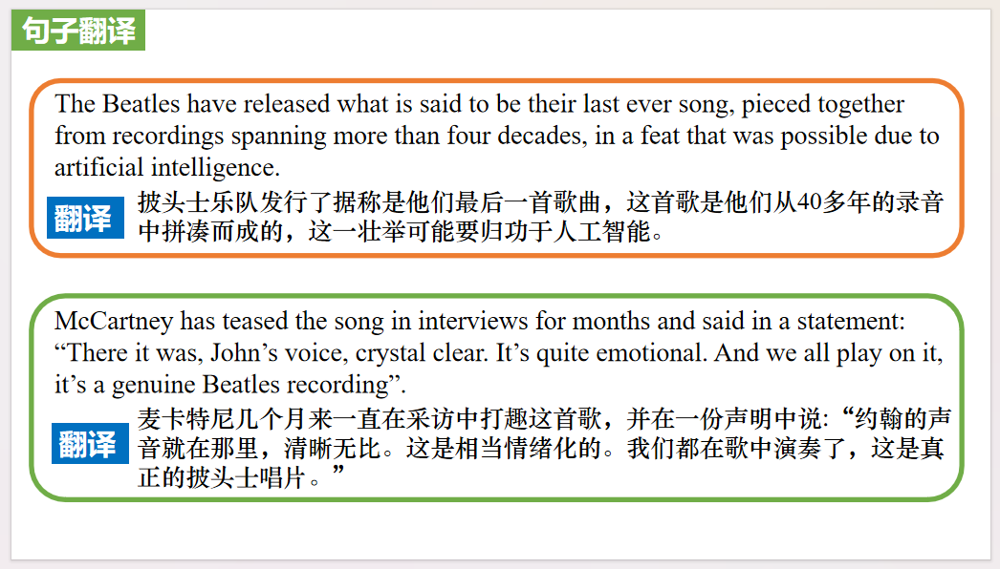 句子翻译
The Beatles have released what is said to be their last ever song, pieced together
from recordings spanning more than four decades, in a feat that was possible due to
artificial intelligence.
翻译
披头士乐队发行了据称是他们最后一首歌曲，这首歌是他们从40多年的录音
中拼凑而成的，这一壮举可能要归功于人工智能。
McCartney has teased the song in interviews for months and said in a statement:
“There it was, John’s voice, crystal clear. It’s quite emotional. And we all play on it,
it’s a genuine Beatles recording”.
翻译
麦卡特尼几个月来一直在采访中打趣这首歌，并在一份声明中说:“约翰的声
音就在那里，清晰无比。这是相当情绪化的。我们都在歌中演奏了，这是真
正的披头士唱片。”